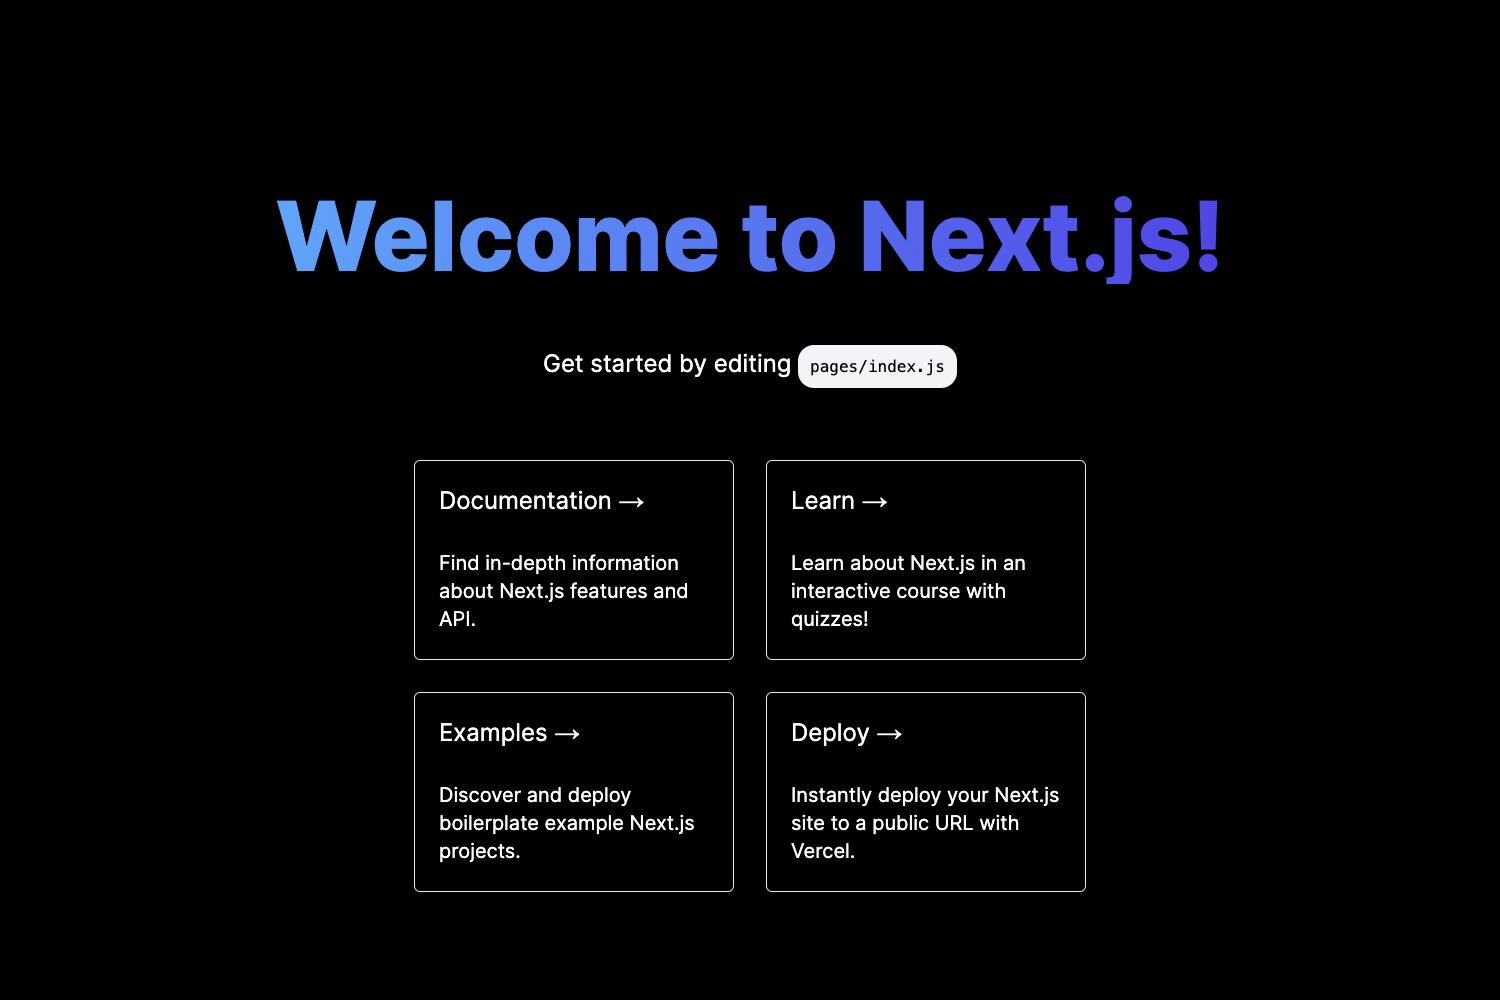 Welcome to Next.js!
Get started by editing pages/index.js
Documentation →
Find in-depth information
about Next.js features and
API.
Learn →
Learn about Next.js in an
interactive course with
quizzes!
Examples →
Discover and deploy
boilerplate example Next.js
projects.
Deploy →
Instantly deploy your Next.js
site to a public URL with
Vercel.